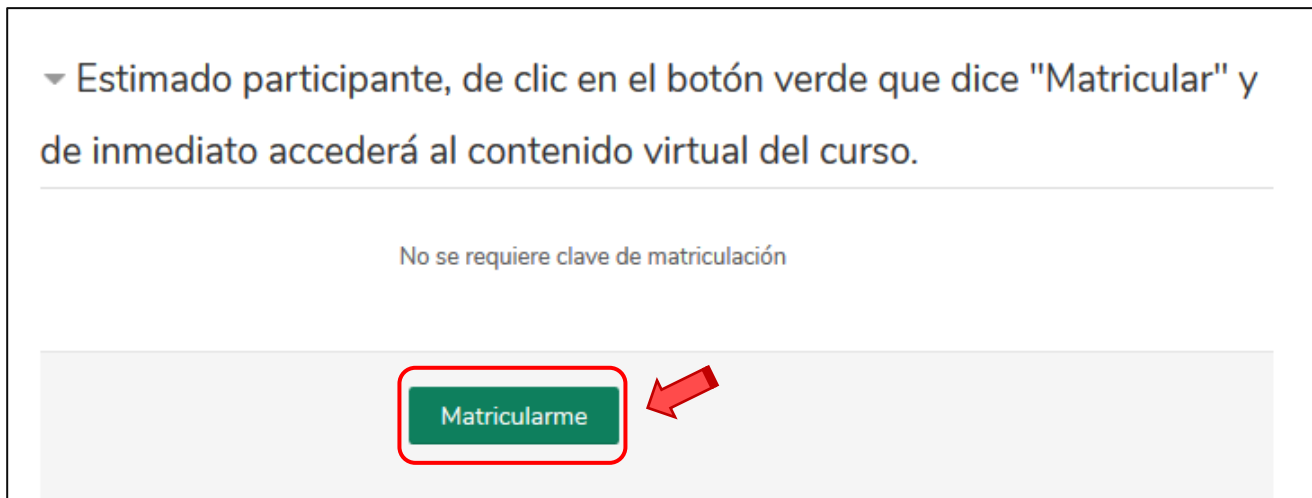 Estimado participante, de clic en el botón verde que dice "Matricular" y
de inmediato accederá al contenido virtual del curso.
No se requiere clave de matriculación
Matricularme